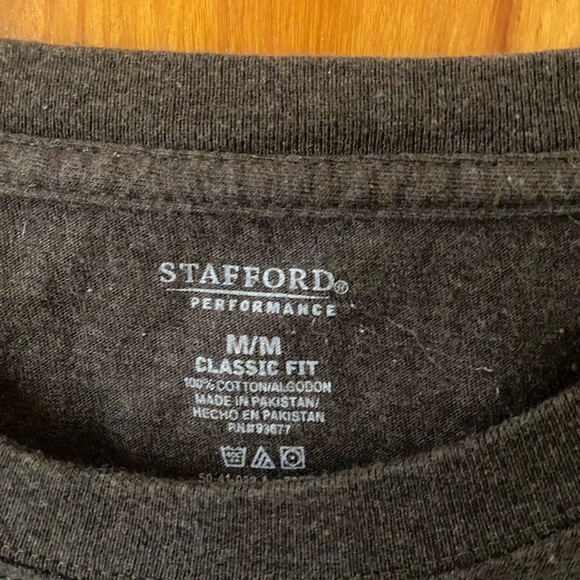 STAFFORD®
PERFORMANCE
M/M
CLASSIC FIT
100% COTTON/ALGODON
MADE IN PAKISTAN/
HECHO EN PAKISTAN
RN#93677